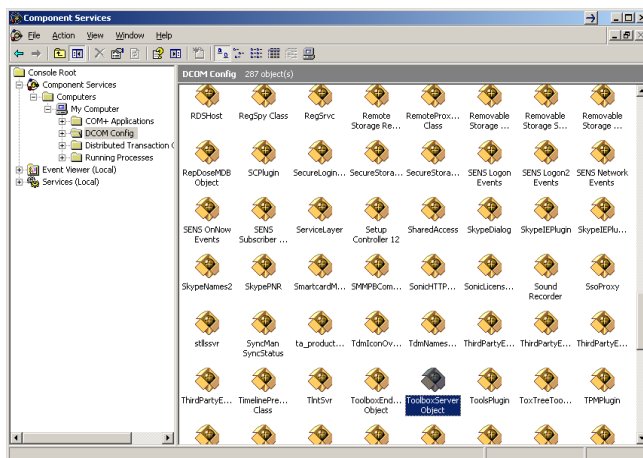 Component Services
File Action View Window Help
Console Root
Component Services
Computers
My Computer
COM+ Applications
DCOM Config
Distributed Transaction C
Running Processes
Event Viewer (Local)
Services (Local)
DCOM Config 287 object(s)
RDSHost RegSpy Class RegSrvc Remote Storage Re... RemoteProx... Class Removable Storage ... Removable Storage S... Removable Storage ...
RepDoseMDB Object SCPlugin SecureLogin... SecureStora... SecureStora... SENS Logon Events SENS Logon2 Events SENS Network Events
SENS OnNow Events SENS Subscriber ... ServiceLayer Setup Controller 12 SharedAccess SkypeDialog SkypeIEPlugin SkypeIEPlu...
SkypeNames2 SkypePNR SmartcardM... SMMPBCom... SonicHTTP... SonicLicens... Sound Recorder SsoProxy
stllssvr SyncMan SyncStatus ta_product... TdmIconOv... TdmNames... ThirdPartyE... ThirdPartyE... ThirdPartyE...
ThirdPartyE... TimelinePre... Class TlntSvr ToolboxEnd... Object ToolboxServer Object ToolsPlugin ToxTreeToo... TPMPlugin